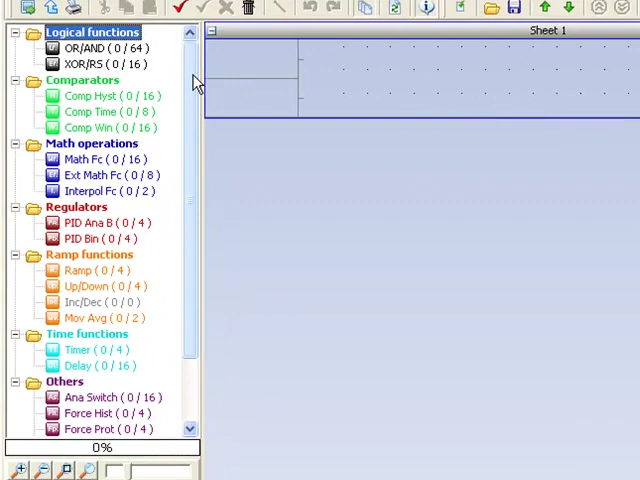 Sheet 1
Logical functions
OR/AND ( 0 / 64 )
XOR/RS ( 0 / 16 )
Comparators
Comp Hyst ( 0 / 16 )
Comp Time ( 0 / 8 )
Comp Win ( 0 / 16 )
Math operations
Math Fc ( 0 / 16 )
Ext Math Fc ( 0 / 8 )
Interpol Fc ( 0 / 2 )
Regulators
PID Ana B ( 0 / 4 )
PID Bin ( 0 / 4 )
Ramp functions
Ramp ( 0 / 4 )
Up/Down ( 0 / 4 )
Inc/Dec ( 0 / 0 )
Mov Avg ( 0 / 2 )
Time functions
Timer ( 0 / 4 )
Delay ( 0 / 16 )
Others
Ana Switch ( 0 / 16 )
Force Hist ( 0 / 4 )
Force Prot ( 0 / 4 )
0%